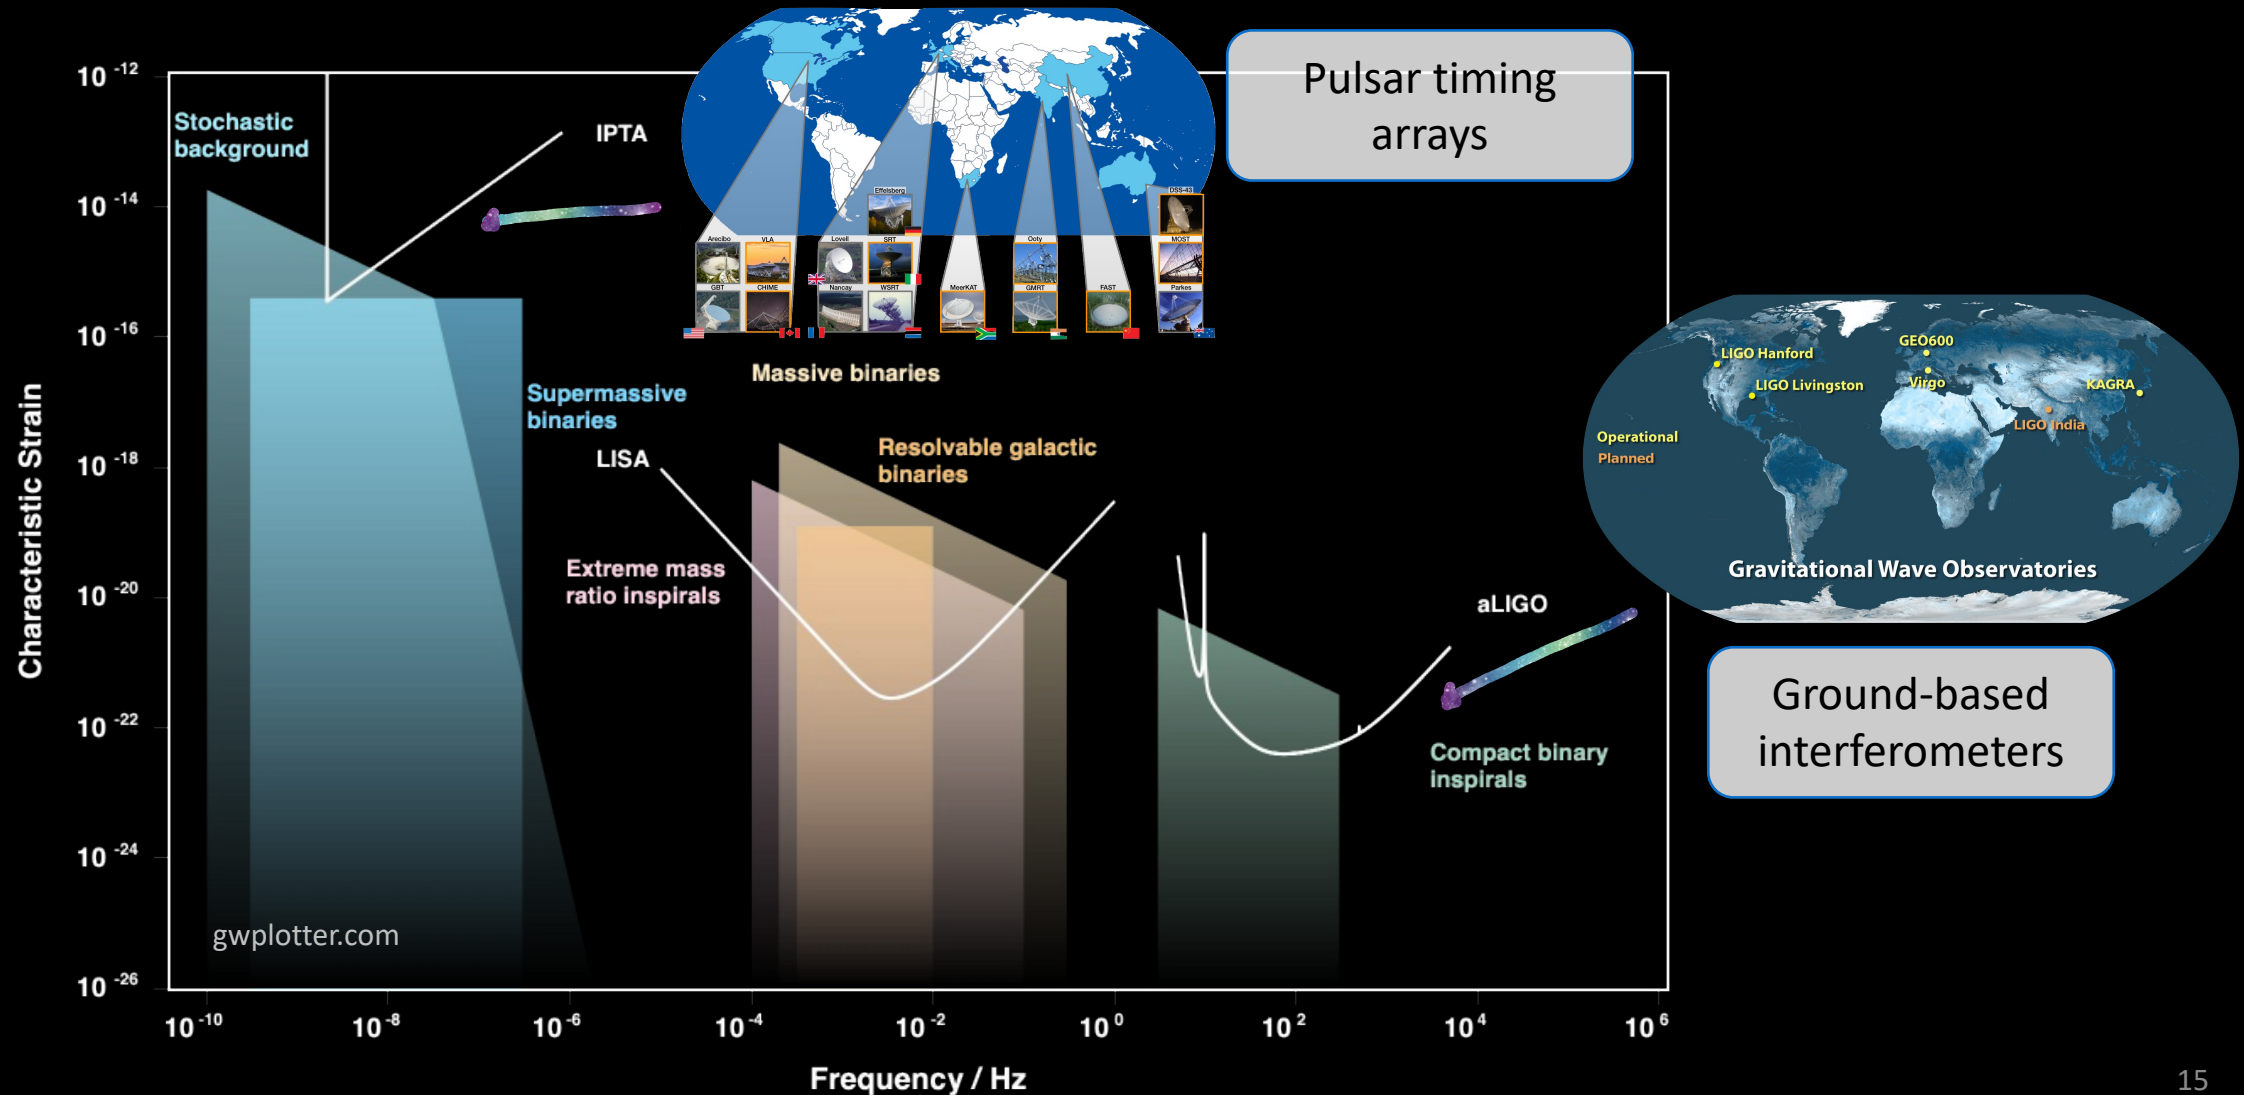 Pulsar timing
arrays
10 -12
10 -14
10 -16
10 -18
10 -20
10 -22
10 -24
10 -26
Characteristic Strain
Stochastic
background
IPTA
Effelsberg
DSS-43
Arecibo
VLA
Lovell
SRT
Ooty
MOST
GBT
CHIME
Nancay
WSRT
MeerKAT
GMRT
FAST
Parkes
Massive binaries
Supermassive
binaries
LISA
Resolvable galactic
binaries
Extreme mass
ratio inspirals
aLIGO
Compact binary
inspirals
LIGO Hanford
LIGO Livingston
GEO600
Virgo
KAGRA
LIGO India
Operational
Planned
Gravitational Wave Observatories
Ground-based
interferometers
gwplotter.com
10 -10
10 -8
10 -6
10 -4
10 -2
10 0
10 2
10 4
10 6
Frequency / Hz
15